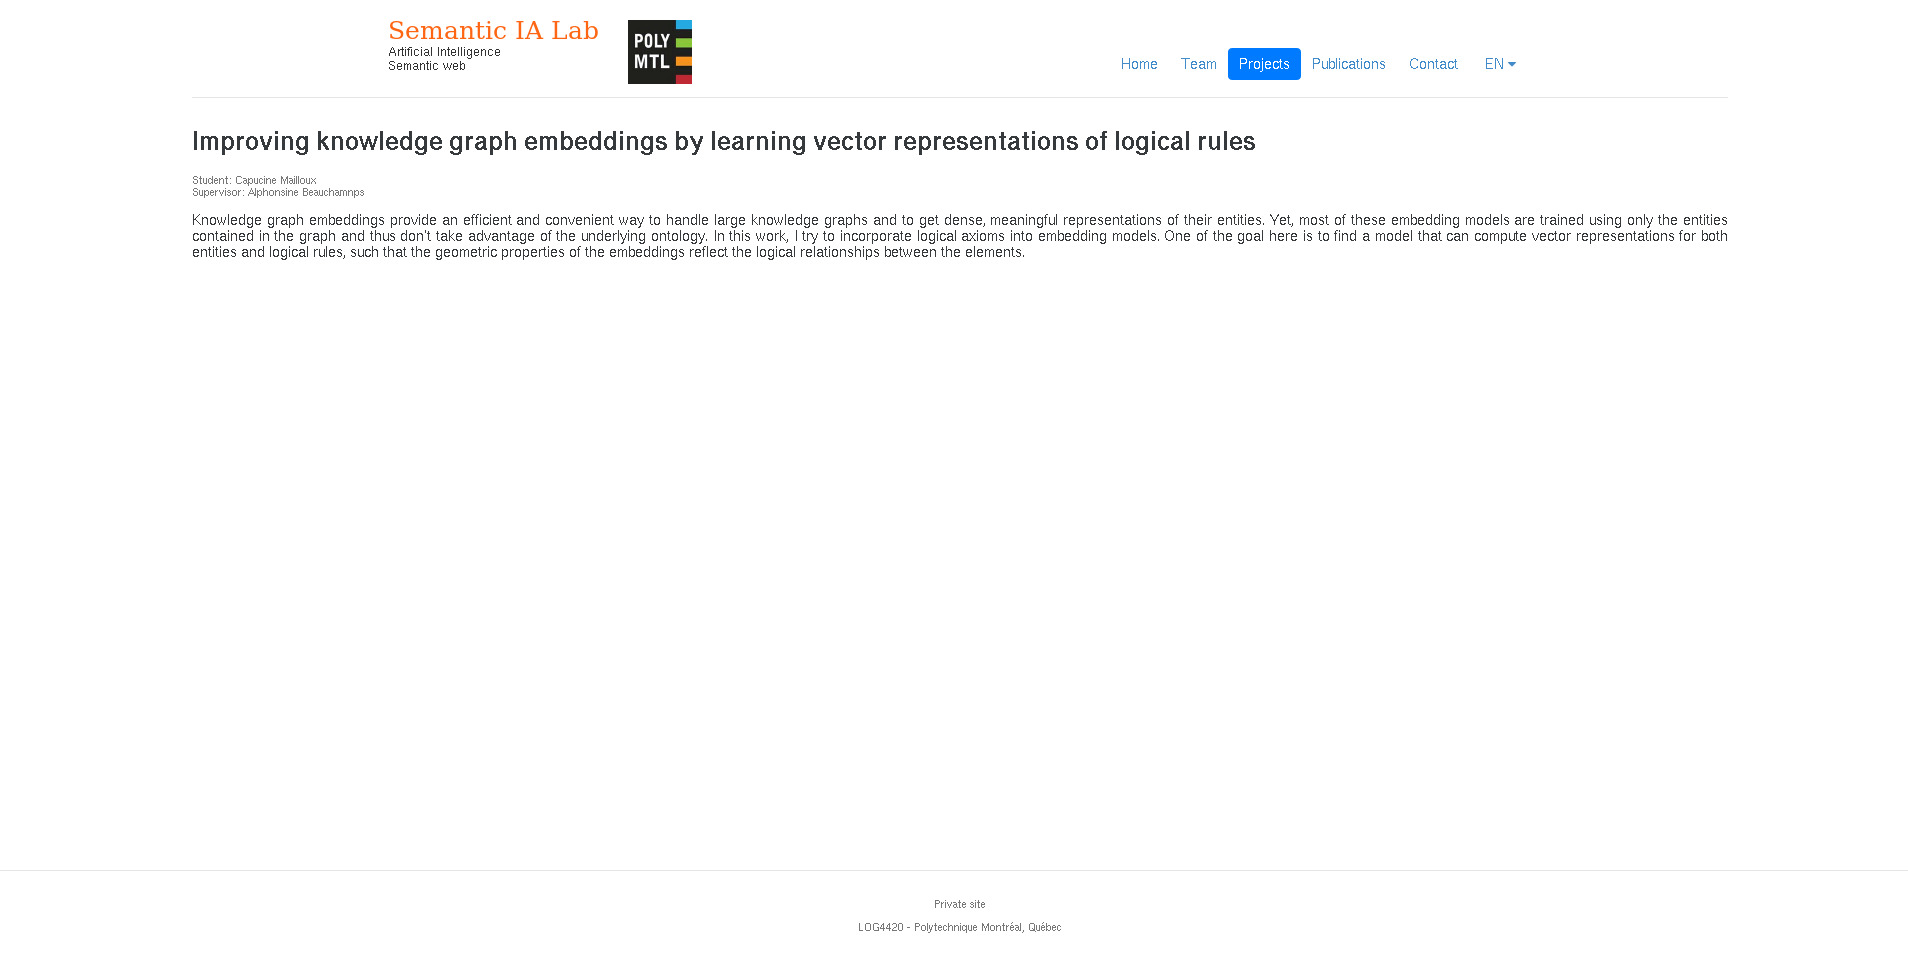 Semantic IA Lab
Artificial Intelligence
Semantic web
POLY
MTL
Home Team Projects Publications Contact EN
Improving knowledge graph embeddings by learning vector representations of logical rules
Student: Capucine Mailloux
Supervisor: Alphonsine Beauchamnps
Knowledge graph embeddings provide an efficient and convenient way to handle large knowledge graphs and to get dense, meaningful representations of their entities. Yet, most of these embedding models are trained using only the entities
contained in the graph and thus don't take advantage of the underlying ontology. In this work, I try to incorporate logical axioms into embedding models. One of the goal here is to find a model that can compute vector representations for both
entities and logical rules, such that the geometric properties of the embeddings reflect the logical relationships between the elements.
Private site
LOG4420 - Polytechnique Montréal, Québec